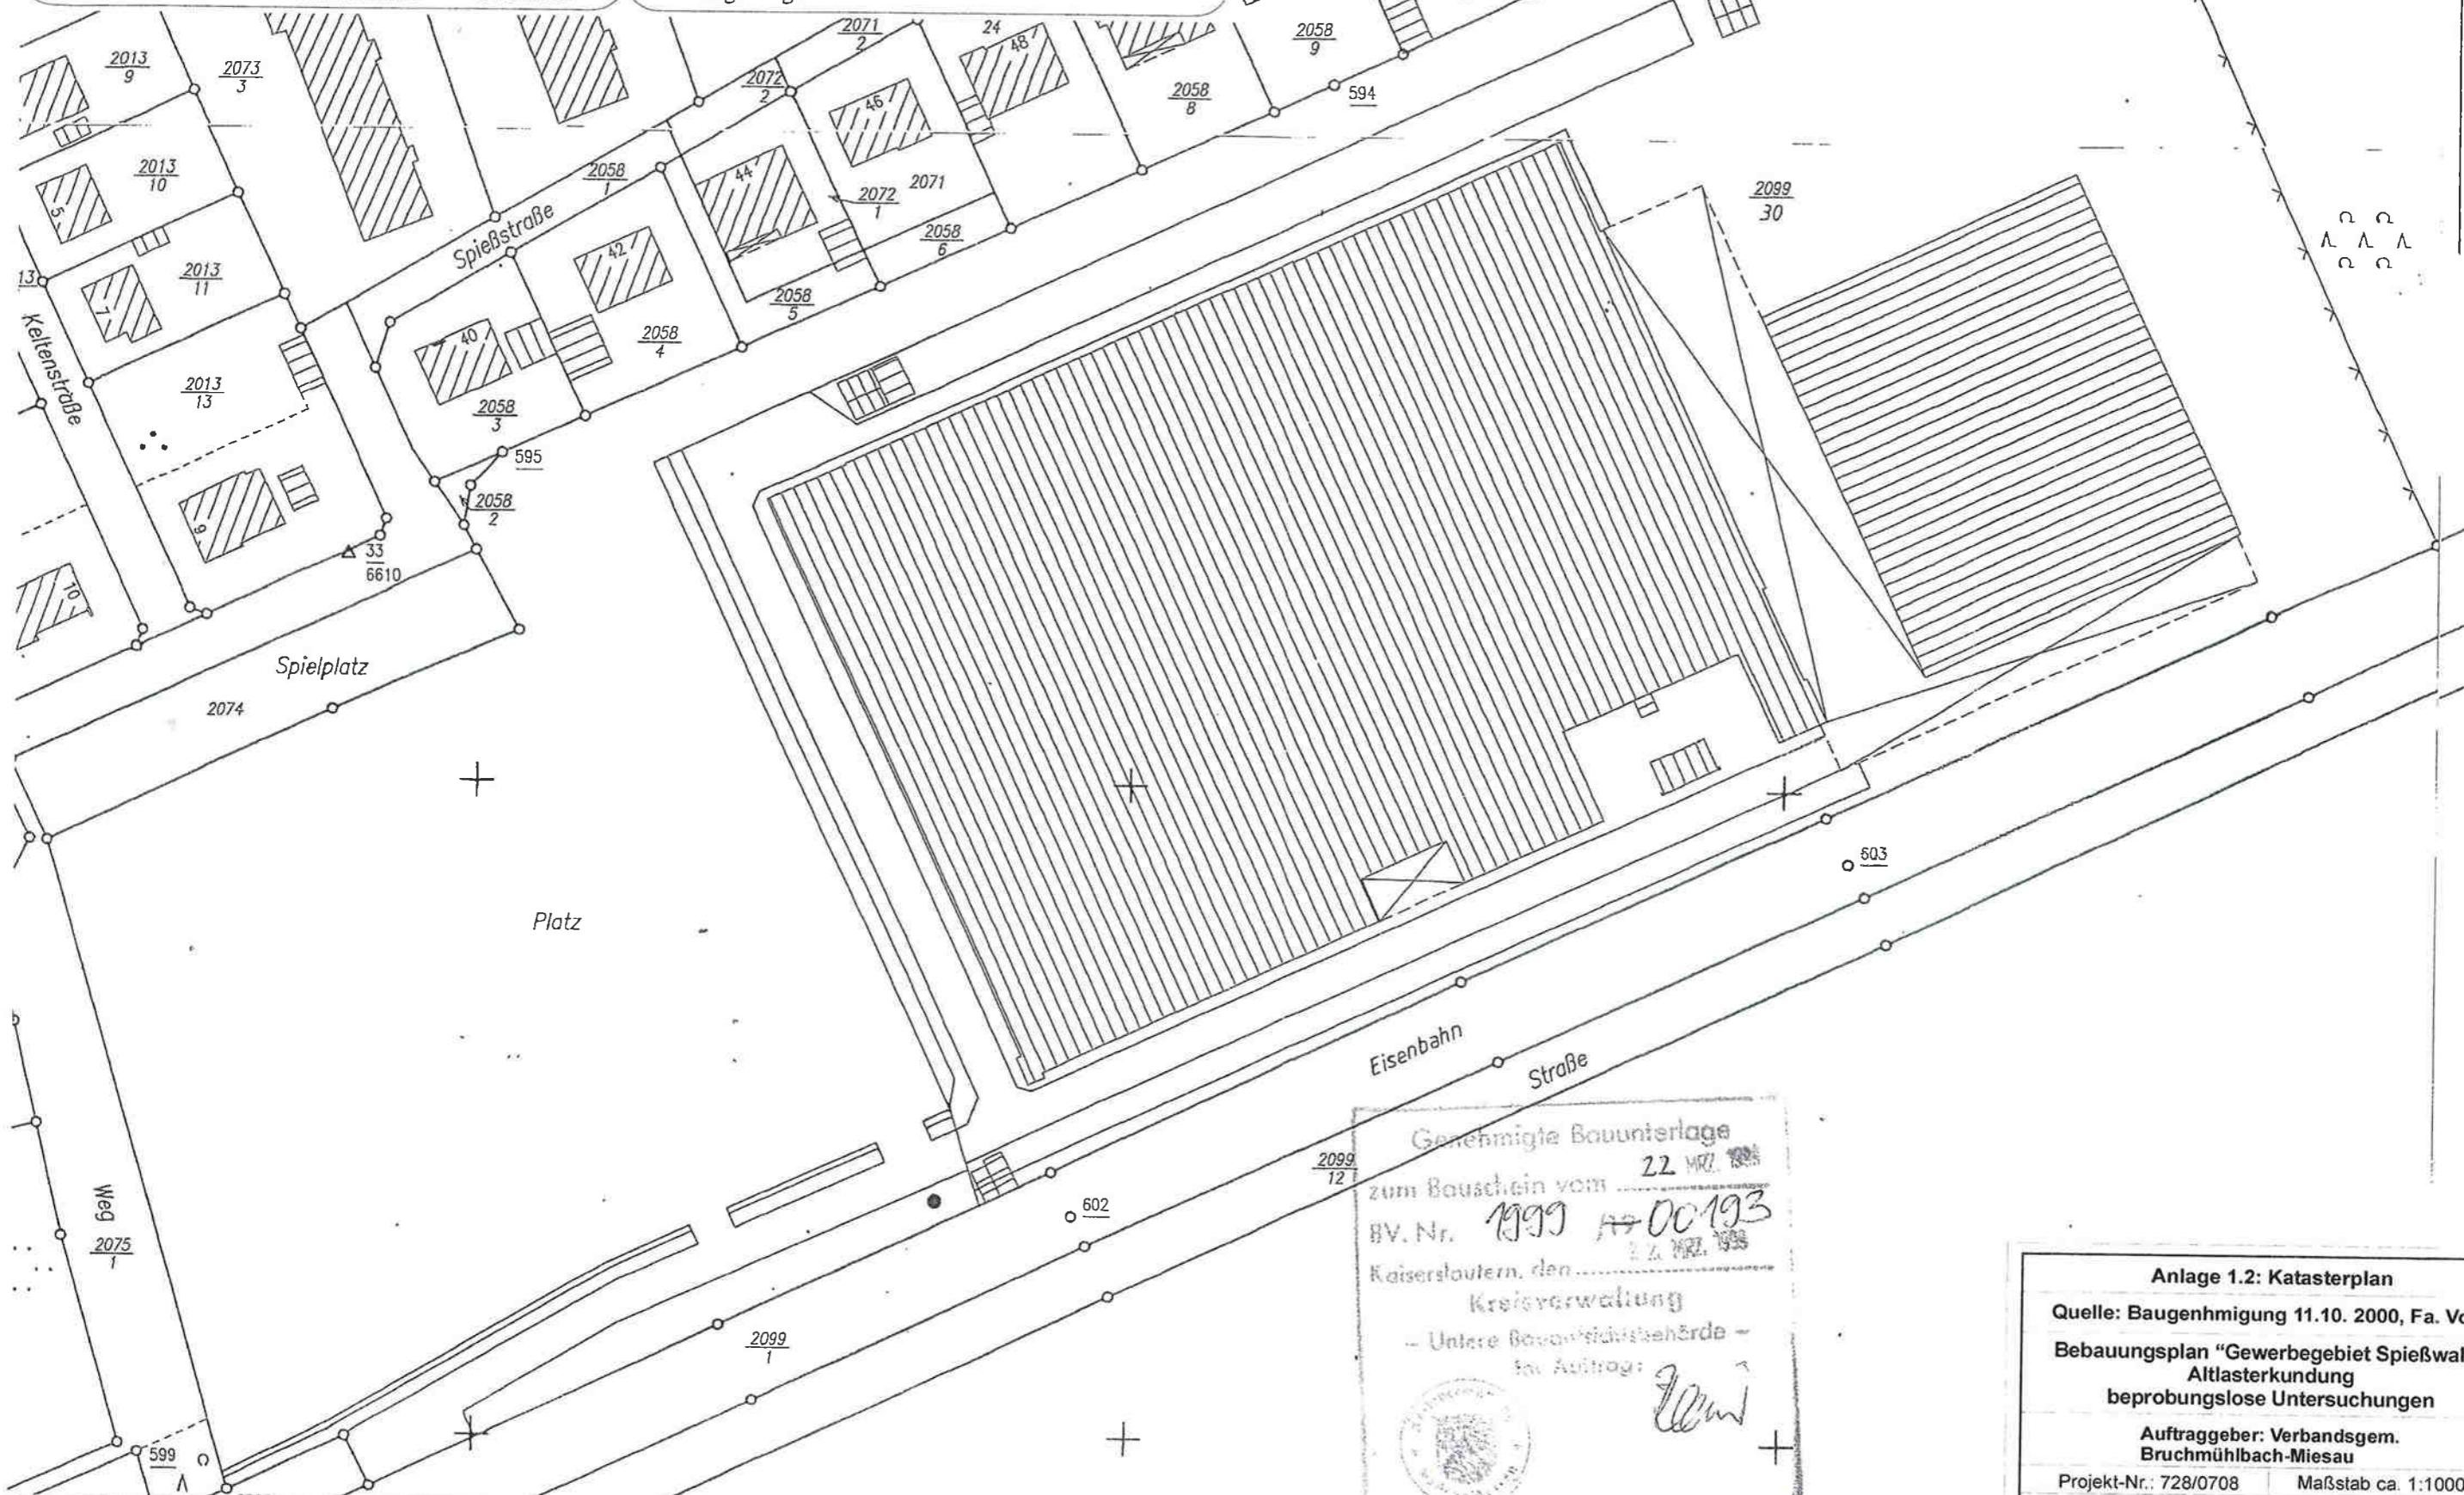 2013
9
2073
3
2071
2
24
48
2058
9
2072
2
46
2058
8
594
2013
10
5
2058
1
44
2072
1
2071
2099
30
Spießstraße
42
2058
6
13
2013
11
7
2058
5
Keltenstraße
40
2058
4
2013
13
2058
3
595
2058
2
9
33
6610
10
Spielplatz
2074
Platz
603
Eisenbahn
Straße
Weg
2075
1
602
2099
12
2099
1
599
Genehmigte Bauunterlage
22 MRZ.
zum Bauschein vom
BV. Nr. 1999 00193
MRZ.
Kaiserslautern, den
Kreisverwaltung
- Untere Bauaufsichtsbehörde -
Im Auftrag:
Anlage 1.2: Katasterplan
Quelle: Baugenhmigung 11.10. 2000, Fa. Vo
Bebauungsplan “Gewerbegebiet Spießwal
Altlasterkundung
beprobungslose Untersuchungen
Auftraggeber: Verbandsgem.
Bruchmühlbach-Miesau
Projekt-Nr.: 728/0708 Maßstab ca. 1:1000